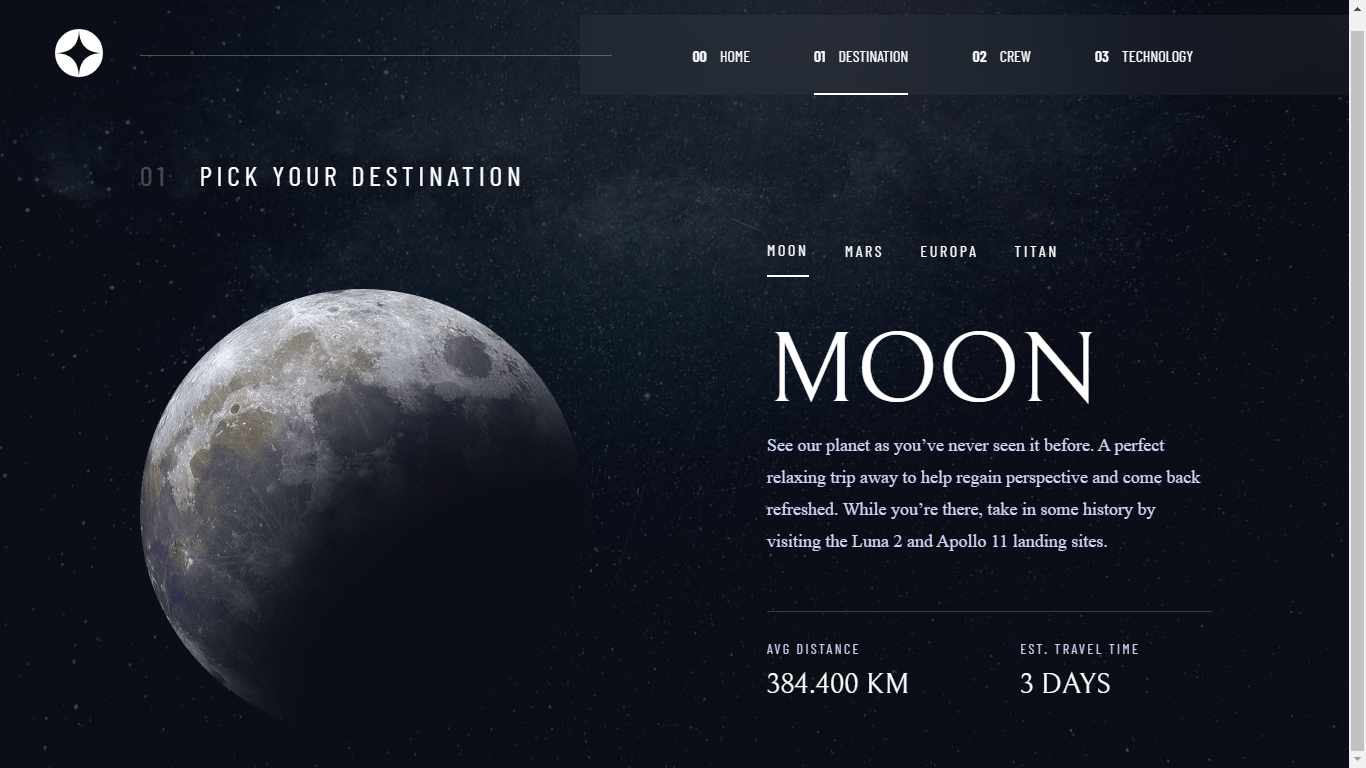 00 HOME 01 DESTINATION 02 CREW 03 TECHNOLOGY
01 PICK YOUR DESTINATION
MOON MARS EUROPA TITAN
MOON
See our planet as you’ve never seen it before. A perfect
relaxing trip away to help regain perspective and come back
refreshed. While you’re there, take in some history by
visiting the Luna 2 and Apollo 11 landing sites.
AVG DISTANCE EST. TRAVEL TIME
384.400 KM 3 DAYS